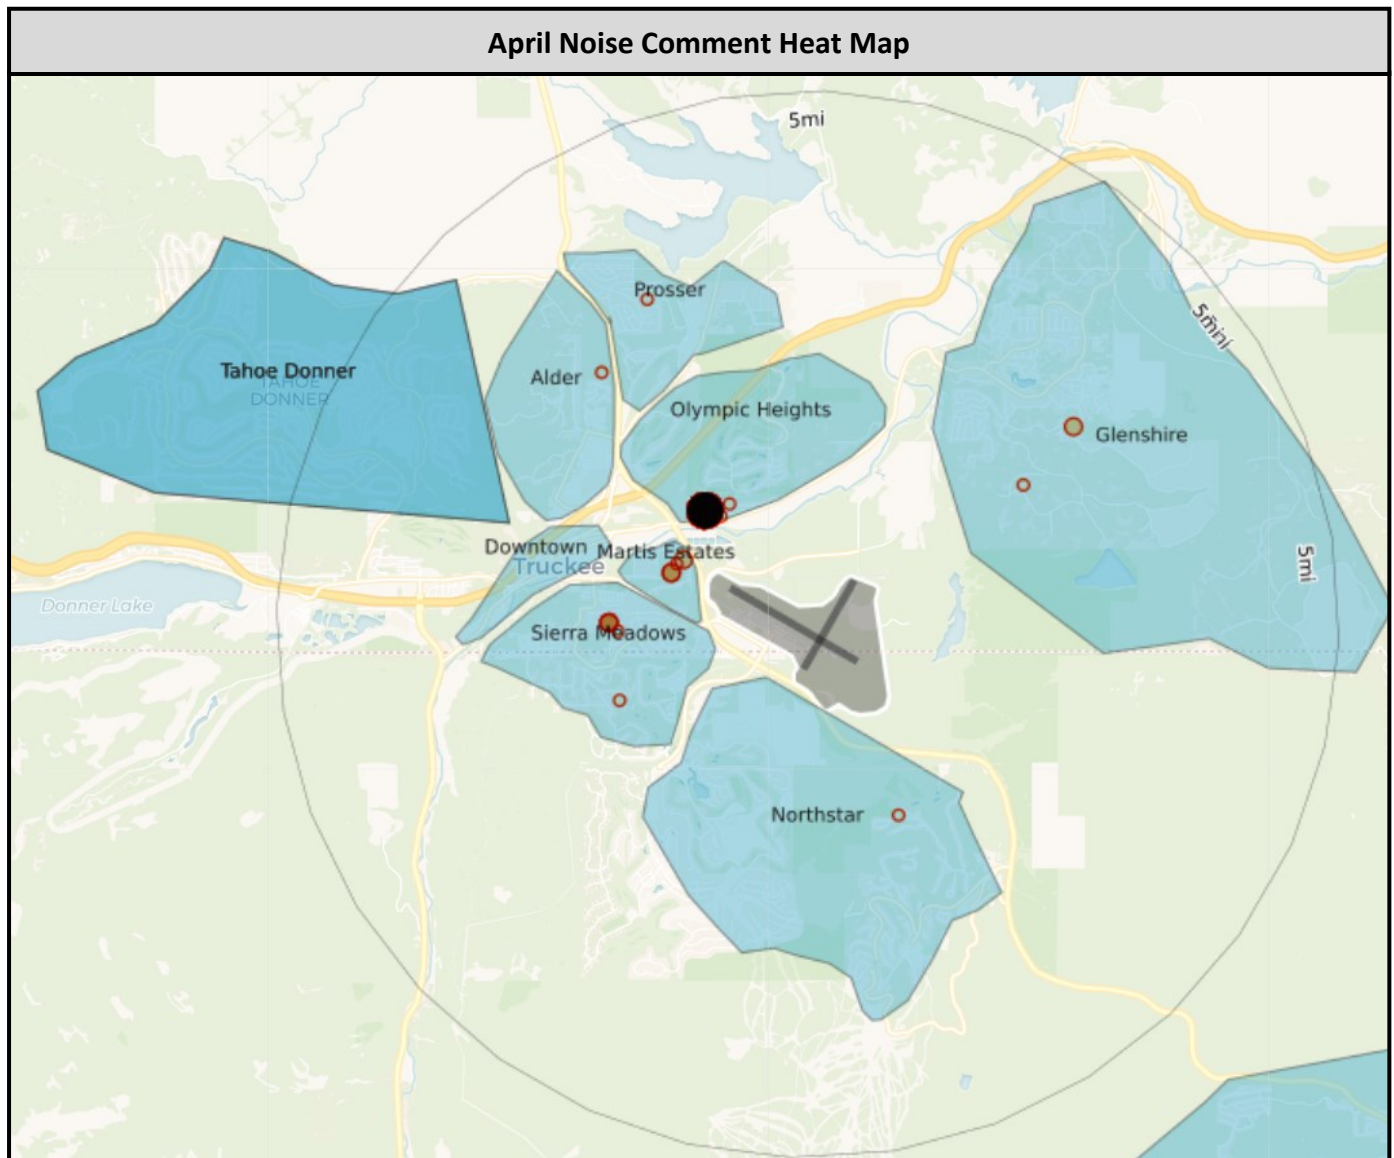 April Noise Comment Heat Map
5mi
Prosser
5mi
Tahoe Donner
TAHOE
DONNER
Alder
Olympic Heights
Glenshire
Downtown
Martis Estates
Truckee
5mi
Donner Lake
Sierra Meadows
Northstar